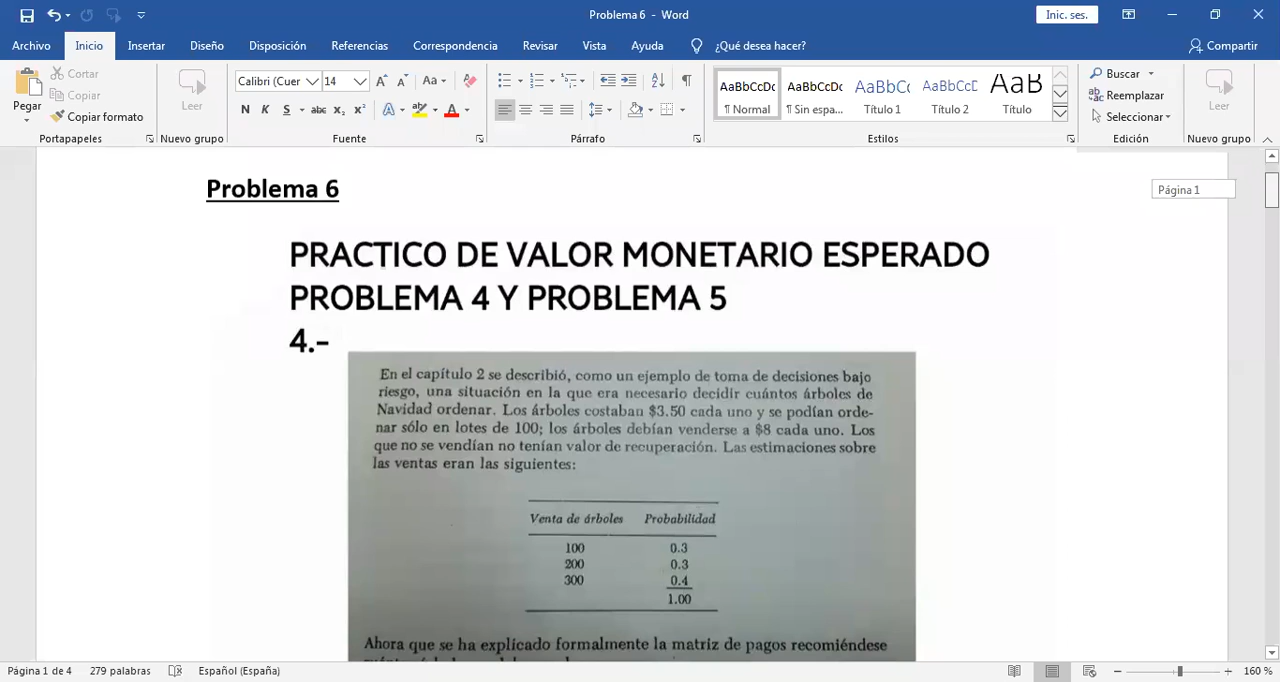 Problema 6 - Word
Inic. ses.
Archivo Inicio Insertar Diseño Disposición Referencias Correspondencia Revisar Vista Ayuda ¿Qué desea hacer? Compartir
Pegar
Cortar
Copiar
Copiar formato
Portapapeles
Leer
Nuevo grupo
Calibri (Cuer 14
Aa
N K S abc x₂ x² A A
Fuente
Párrafo
AaBbCcDc AaBbCcDc AaBbCc AaBbCcD AaB
¶ Normal ¶ Sin espa... Título 1 Título 2 Título
Estilos
Buscar
Reemplazar
Seleccionar
Edición
Leer
Nuevo grupo
Página 1
Problema 6
PRACTICO DE VALOR MONETARIO ESPERADO
PROBLEMA 4 Y PROBLEMA 5
4.-
En el capítulo 2 se describió, como un ejemplo de toma de decisiones bajo
riesgo, una situación en la que era necesario decidir cuántos árboles de
Navidad ordenar. Los árboles costaban $3.50 cada uno y se podían orde-
nar sólo en lotes de 100; los árboles debían venderse a $8 cada uno. Los
que no se vendían no tenían valor de recuperación. Las estimaciones sobre
las ventas eran las siguientes:
Venta de árboles Probabilidad
100 0.3
200 0.3
300 0.4
1.00
Ahora que se ha explicado formalmente la matriz de pagos recomiéndese
Página 1 de 4 279 palabras Español (España) 160 %